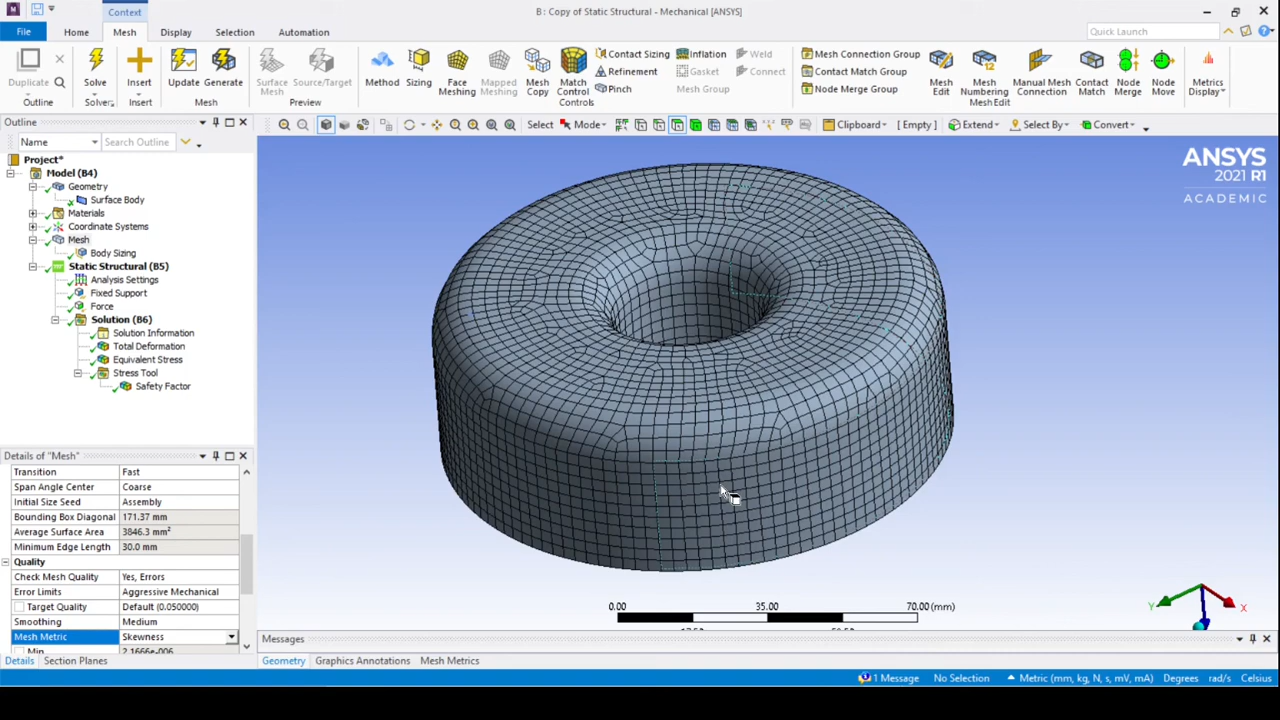 Context
B : Copy of Static Structural - Mechanical [ANSYS]
File Home Mesh Display Selection Automation Quick Launch
Duplicate Solve Insert Update Generate Surface Mesh Source/Target Method Sizing Face Meshing Mapped Meshing Mesh Copy Match Control
Contact Sizing Inflation Weld
Refinement Gasket Connect
Pinch Mesh Group
Mesh Connection Group
Contact Match Group
Node Merge Group
Mesh Edit Mesh Numbering Manual Mesh Connection Contact Match Node Merge Node Move Metrics Display
Outline Solver Insert Mesh Preview Controls Mesh Edit
Select Mode Clipboard [ Empty ] Extend Select By Convert
Outline
Name Search Outline
Project*
Model (B4)
Geometry
Surface Body
Materials
Coordinate Systems
Mesh
Body Sizing
Static Structural (B5)
Analysis Settings
Fixed Support
Force
Solution (B6)
Solution Information
Total Deformation
Equivalent Stress
Stress Tool
Safety Factor
ANSYS
2021 R1
ACADEMIC
Details of "Mesh"
Transition Fast
Span Angle Center Coarse
Initial Size Seed Assembly
Bounding Box Diagonal 171.37 mm
Average Surface Area 3846.3 mm²
Minimum Edge Length 30.0 mm
Quality
Check Mesh Quality Yes, Errors
Error Limits Aggressive Mechanical
Target Quality Default (0.050000)
Smoothing Medium
Mesh Metric Skewness
Min 2.1666e-006
0.00 35.00 70.00 (mm)
Y X
Messages
Details Section Planes
Geometry Graphics Annotations Mesh Metrics
1 Message No Selection Metric (mm, kg, N, s, mV, mA) Degrees rad/s Celsius